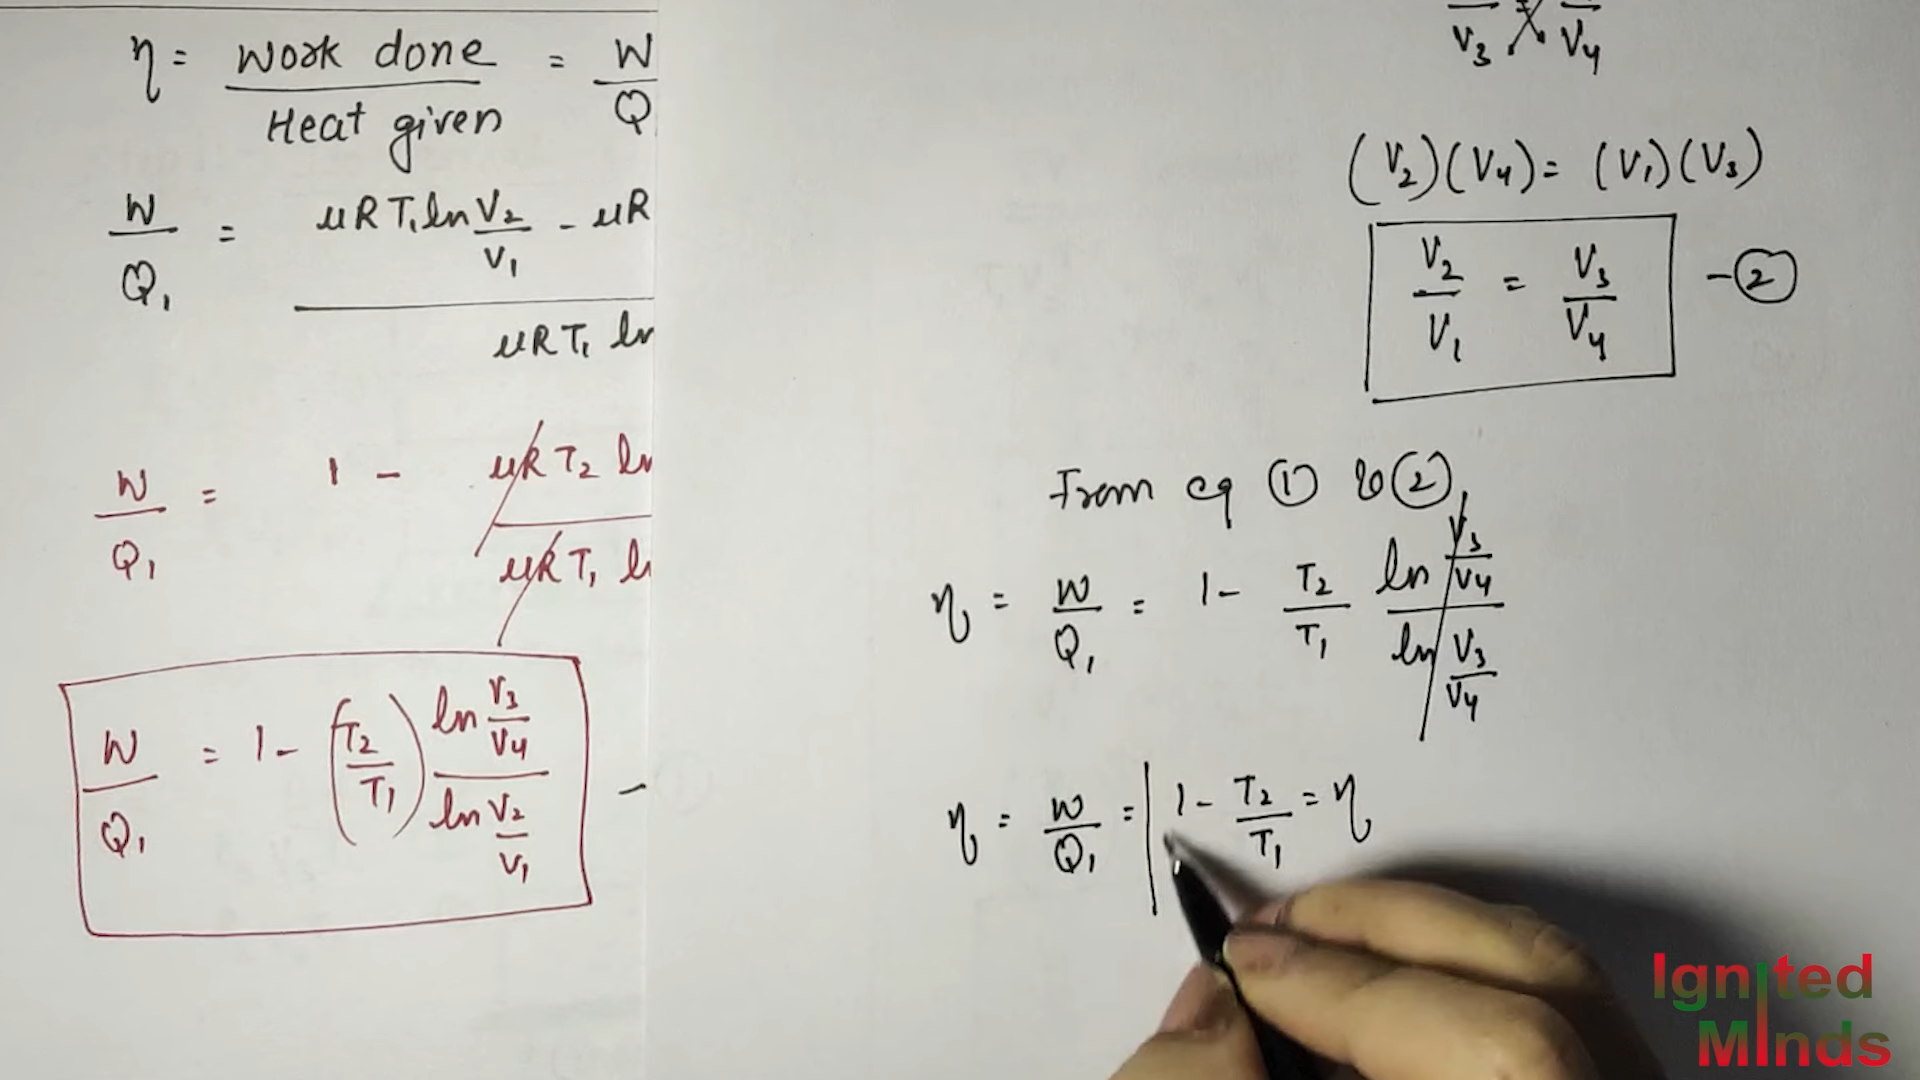 η = Work done / Heat given = W / Q
W / Q₁ = μRT₁ ln V₂/V₁ - μR / μRT₁ ln
W / Q₁ = 1 - μRT₂ ln / μRT₁ l
W / Q₁ = 1 - (T₂/T₁) ln V₃/V₄ / ln V₂/V₁ -
V₃ V₄
(V₂)(V₄) = (V₁)(V₃)
V₂/V₁ = V₃/V₄ - ②
From eq ① & ②,
η = W/Q₁ = 1 - T₂/T₁ ln V₃/V₄ / ln V₃/V₄
η = W/Q₁ = 1 - T₂/T₁ = η
Ignited
Minds